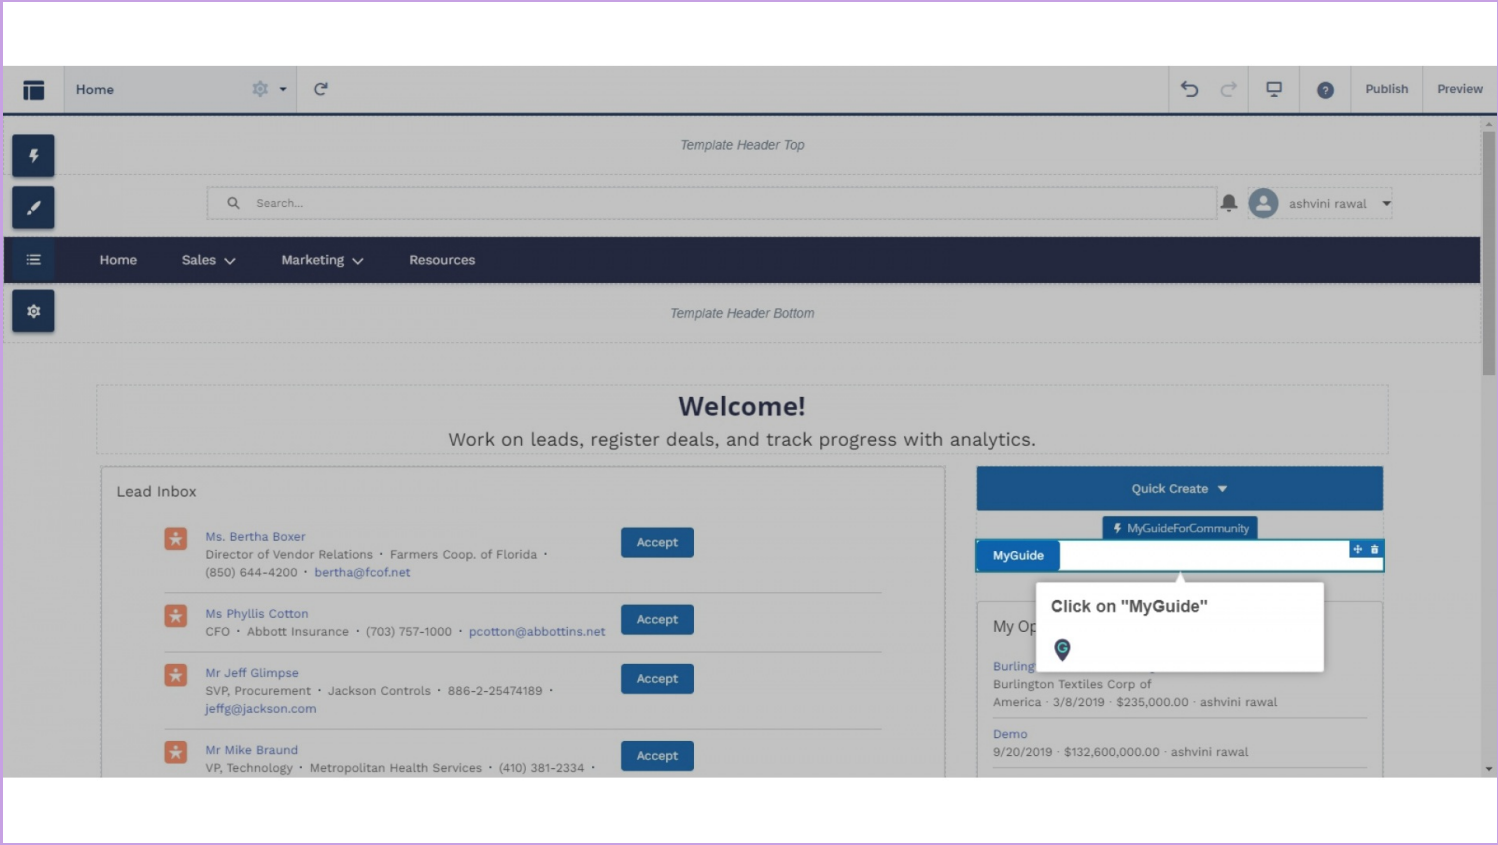 Home
Publish
Preview
Template Header Top
Search...
ashvini rawal
Home
Sales
Marketing
Resources
Template Header Bottom
Welcome!
Work on leads, register deals, and track progress with analytics.
Lead Inbox
Ms. Bertha Boxer
Director of Vendor Relations • Farmers Coop. of Florida •
(850) 644-4200 • bertha@fcof.net
Accept
Ms Phyllis Cotton
CFO • Abbott Insurance • (703) 757-1000 • pcotton@abbottins.net
Accept
Mr Jeff Glimpse
SVP, Procurement • Jackson Controls • 886-2-25474189 •
jeffg@jackson.com
Accept
Mr Mike Braund
VP, Technology • Metropolitan Health Services • (410) 381-2334 •
Accept
Quick Create
MyGuideForCommunity
MyGuide
Click on "MyGuide"
G
My Op
Burling
Burlington Textiles Corp of
America · 3/8/2019 · $235,000.00 · ashvini rawal
Demo
9/20/2019 · $132,600,000.00 · ashvini rawal